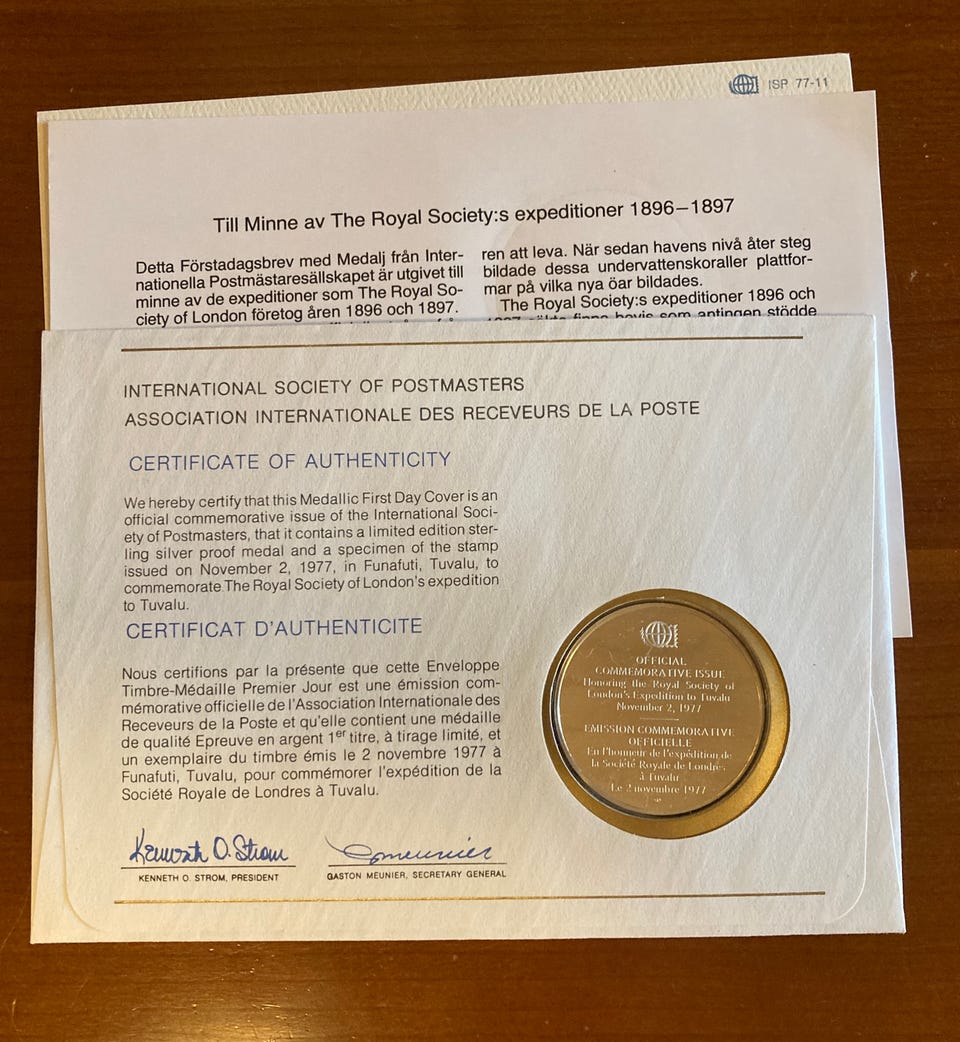 ISP 77-11
Till Minne av The Royal Society:s expeditioner 1896–1897
Detta Förstadagsbrev med Medalj från Inter-
nationella Postmästaresällskapet är utgivet till
minne av de expeditioner som The Royal So-
ciety of London företog åren 1896 och 1897.
ren att leva. När sedan havens nivå åter steg
bildade dessa undervattenskoraller plattfor-
mar på vilka nya öar bildades.
The Royal Society:s expeditioner 1896 och
1897 sökte finna bevis som antingen stödde
INTERNATIONAL SOCIETY OF POSTMASTERS
ASSOCIATION INTERNATIONALE DES RECEVEURS DE LA POSTE
CERTIFICATE OF AUTHENTICITY
We hereby certify that this Medallic First Day Cover is an
official commemorative issue of the International Soci-
ety of Postmasters, that it contains a limited edition ster-
ling silver proof medal and a specimen of the stamp
issued on November 2, 1977, in Funafuti, Tuvalu, to
commemorate The Royal Society of London's expedition
to Tuvalu.
CERTIFICAT D'AUTHENTICITE
Nous certifions par la présente que cette Enveloppe
Timbre-Médaille Premier Jour est une émission com-
mémorative officielle de l'Association Internationale des
Receveurs de la Poste et qu'elle contient une médaille
de qualité Epreuve en argent 1er titre, à tirage limité, et
un exemplaire du timbre émis le 2 novembre 1977 à
Funafuti, Tuvalu, pour commémorer l'expédition de la
Société Royale de Londres à Tuvalu.
Kenneth O. Strom
KENNETH O. STROM, PRESIDENT
GMeunier
GASTON MEUNIER, SECRETARY GENERAL
OFFICIAL
COMMEMORATIVE ISSUE
Honoring the Royal Society of
London's Expedition to Tuvalu
November 2, 1977
EMISSION COMMEMORATIVE
OFFICIELLE
En l'honneur de l'expédition de
la Société Royale de Londres
à Tuvalu
Le 2 novembre 1977